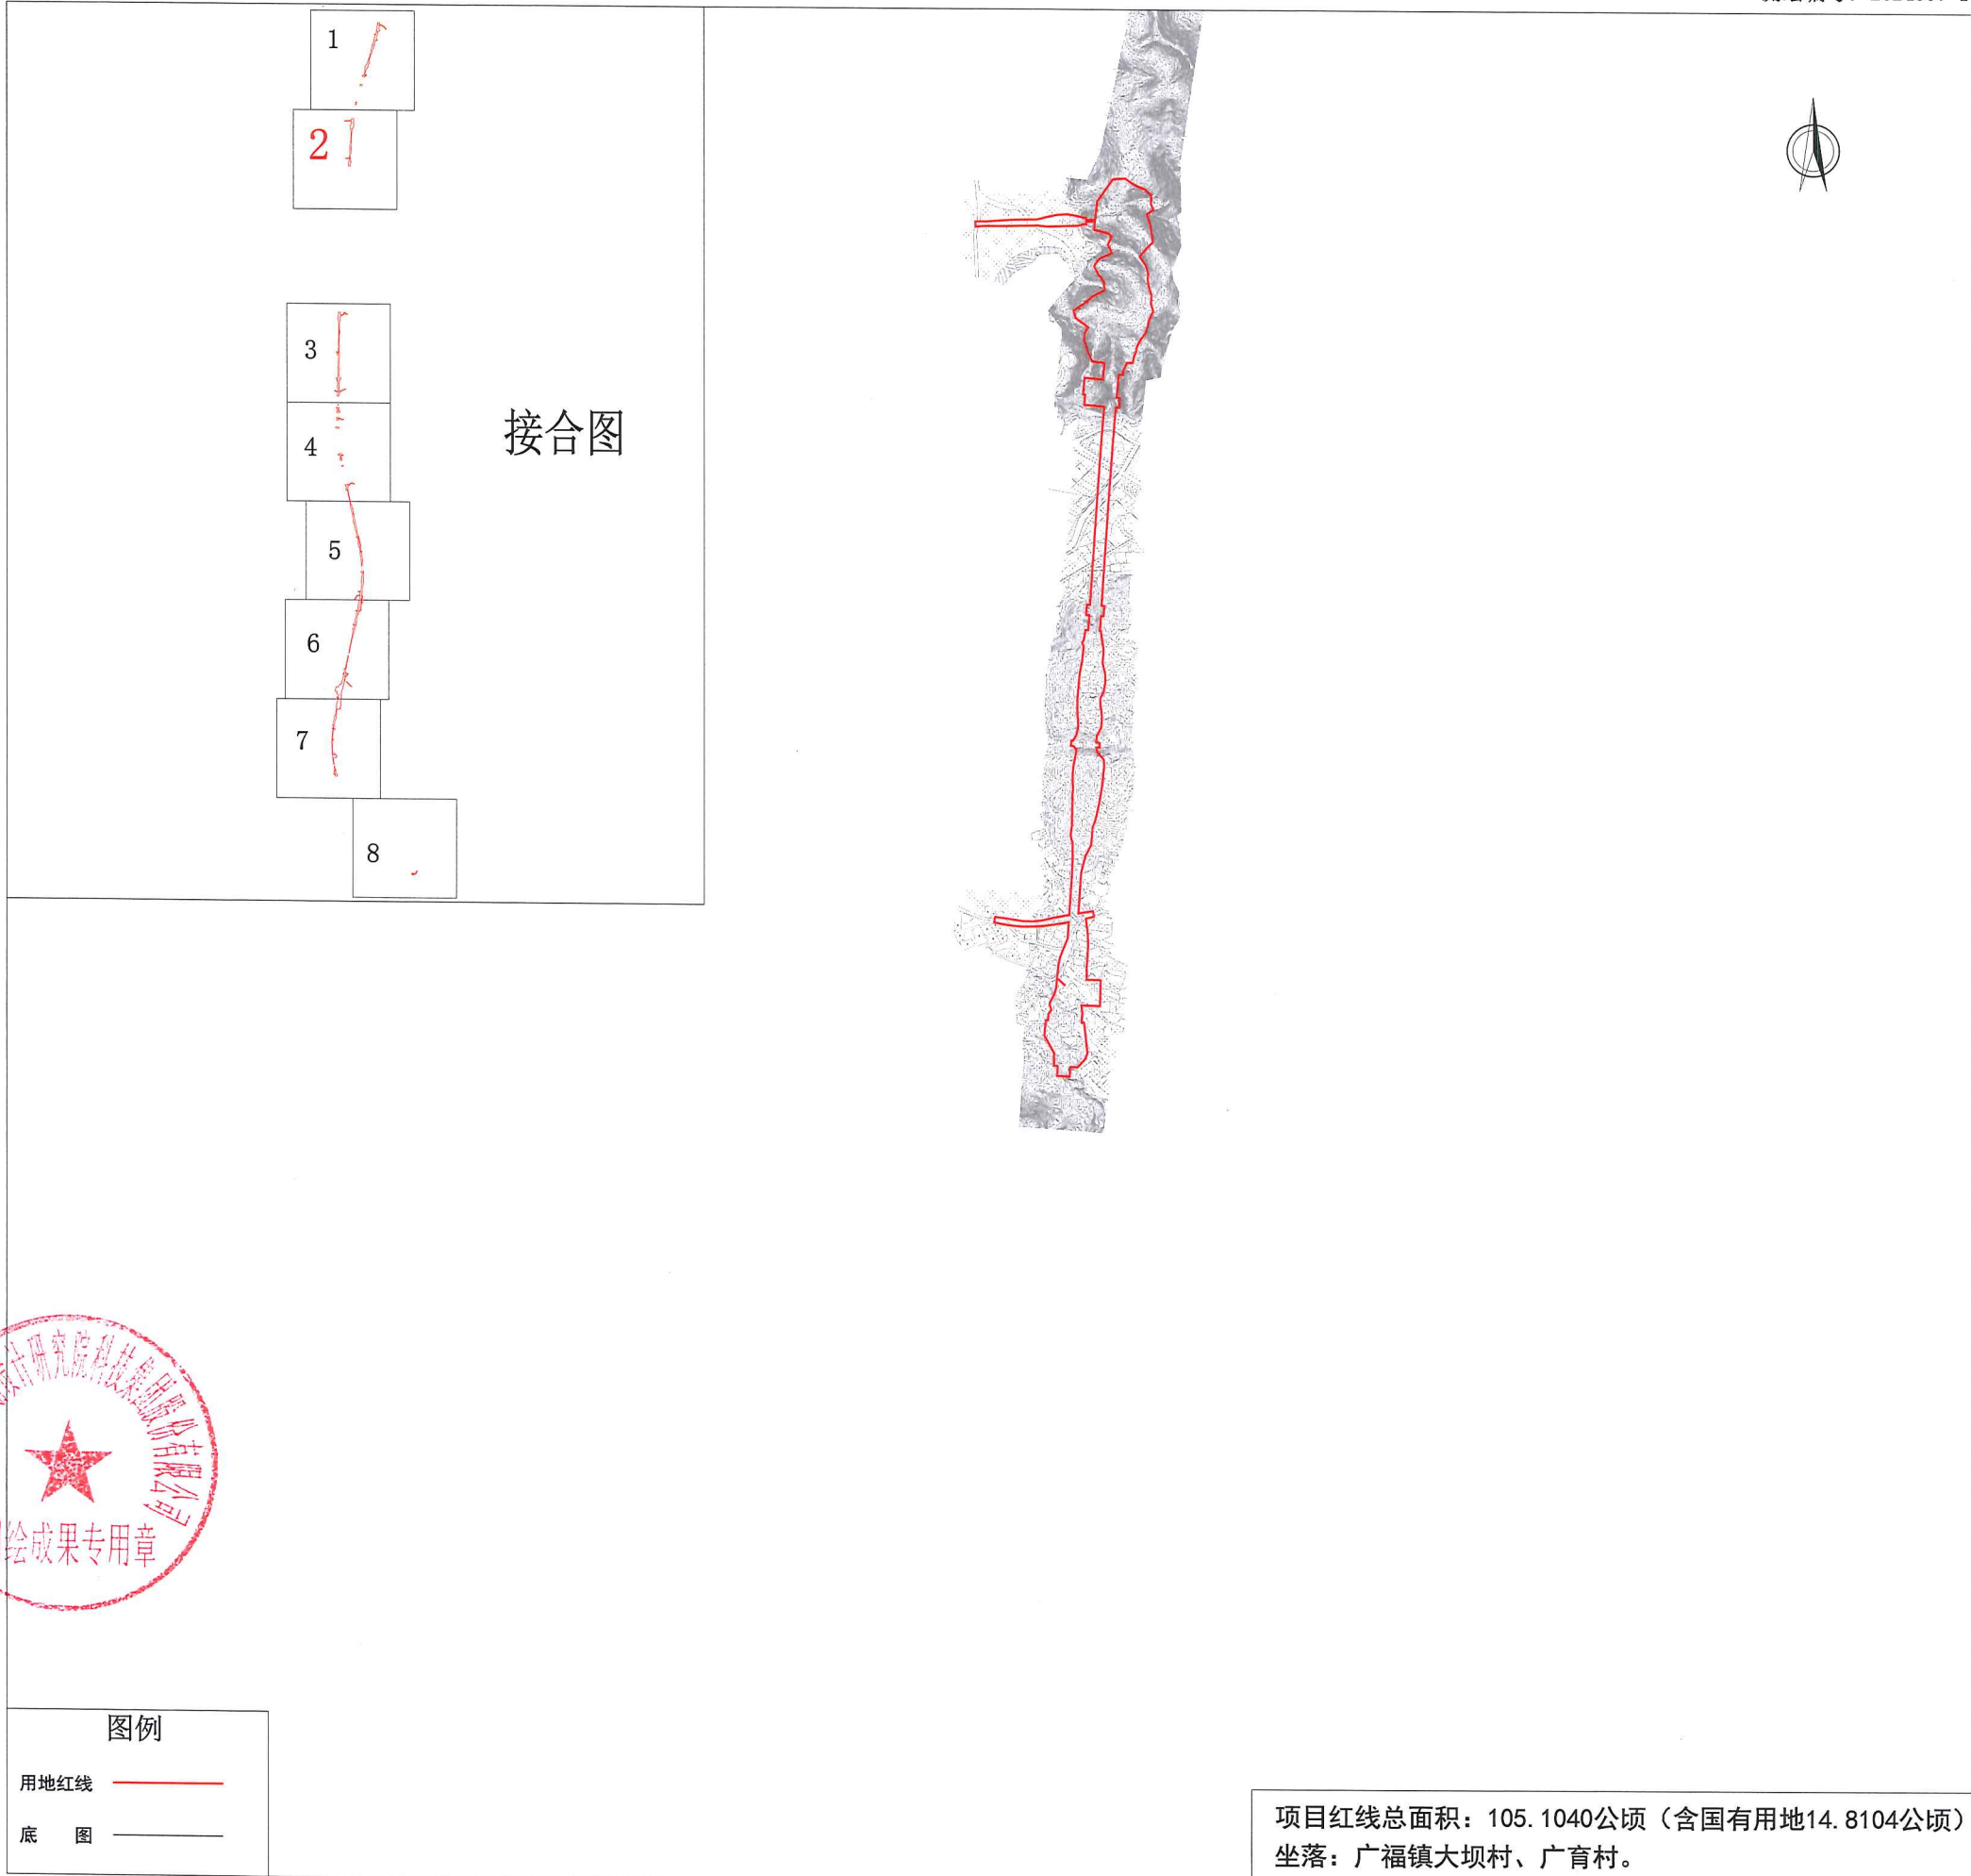 1
2
3
4
5
6
7
8
接合图
研究院科技集团股份有限公司
绘成果专用章
图例
用地红线
底 图
项目红线总面积：105.1040公顷（含国有用地14.8104公顷）
坐落：广福镇大坝村、广育村。